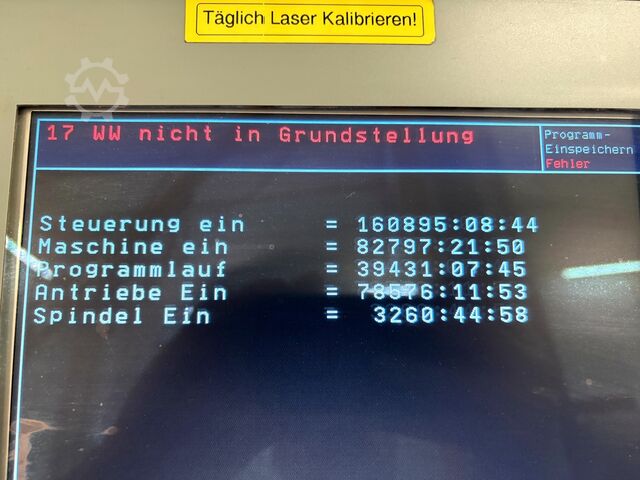 Täglich Laser Kalibrieren!
17 WW nicht in Grundstellung
Programm-
Einspeichern
Fehler
Steuerung ein = 160895:08:44
Maschine ein = 82797:21:50
Programmlauf = 39431:07:45
Antriebe Ein = 78576:11:53
Spindel Ein = 3260:44:58